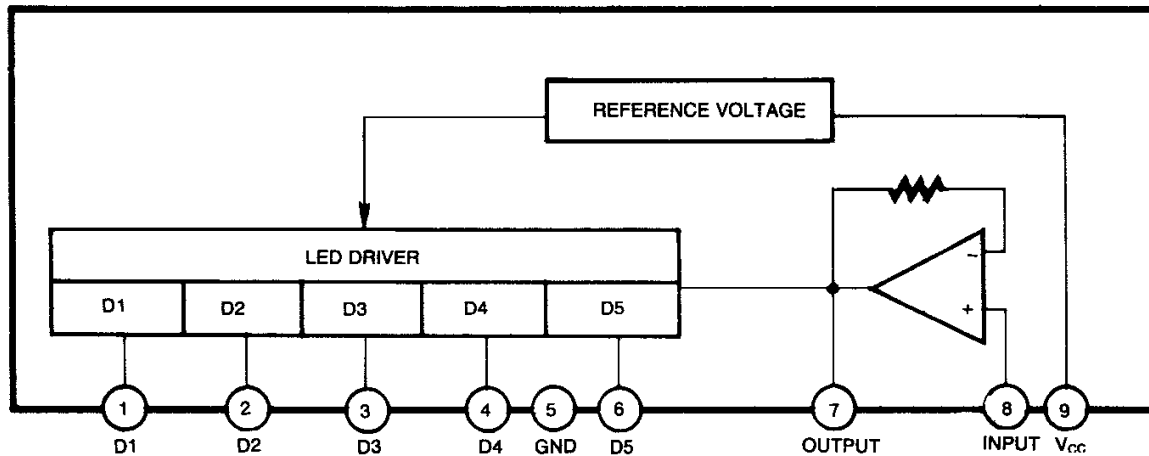 REFERENCE VOLTAGE
LED DRIVER
−
+
D1 D2 D3 D4 D5
1 2 3 4 5 6 7 8 9
D1 D2 D3 D4 GND D5 OUTPUT INPUT Vcc